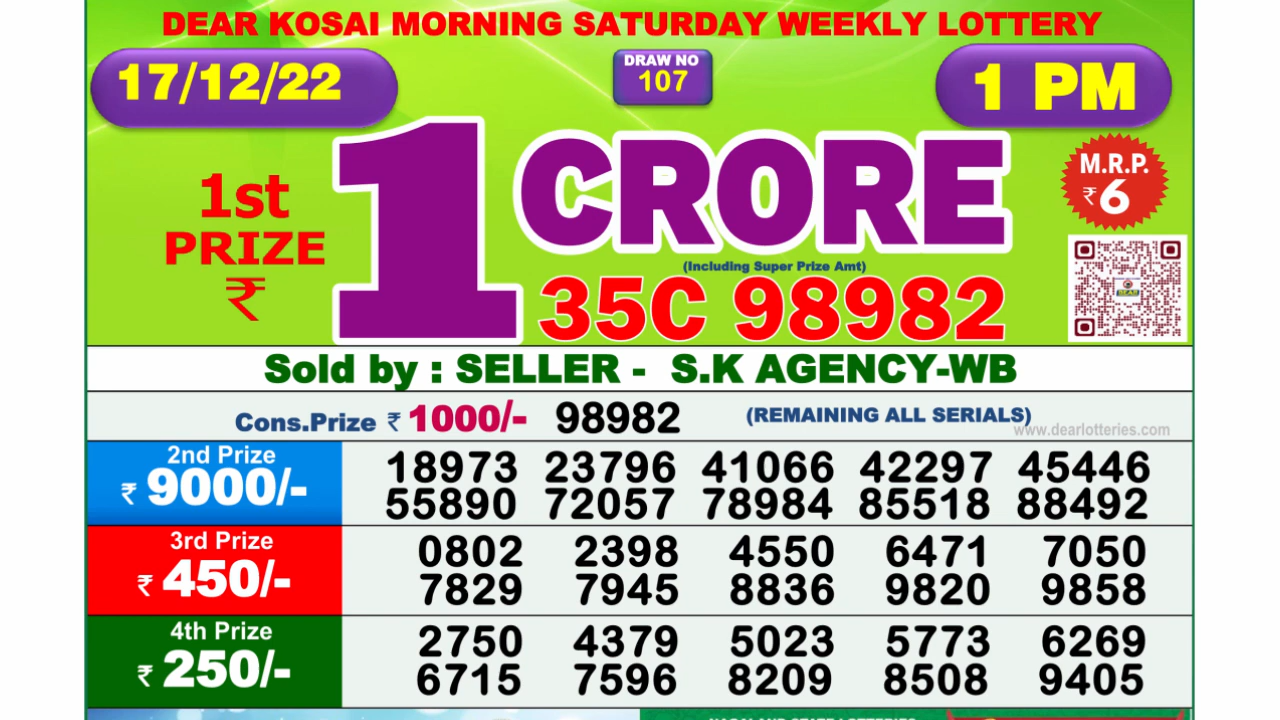 DEAR KOSAI MORNING SATURDAY WEEKLY LOTTERY
17/12/22
DRAW NO
107
1 PM
1st
PRIZE
₹
1 CRORE
(Including Super Prize Amt)
35C 98982
M.R.P.
₹6
DEAR
Sold by : SELLER - S.K AGENCY-WB
Cons.Prize ₹ 1000/- 98982 (REMAINING ALL SERIALS)
www.dearlotteries.com
2nd Prize
₹ 9000/-
18973 23796 41066 42297 45446
55890 72057 78984 85518 88492
3rd Prize
₹ 450/-
0802 2398 4550 6471 7050
7829 7945 8836 9820 9858
4th Prize
₹ 250/-
2750 4379 5023 5773 6269
6715 7596 8209 8508 9405